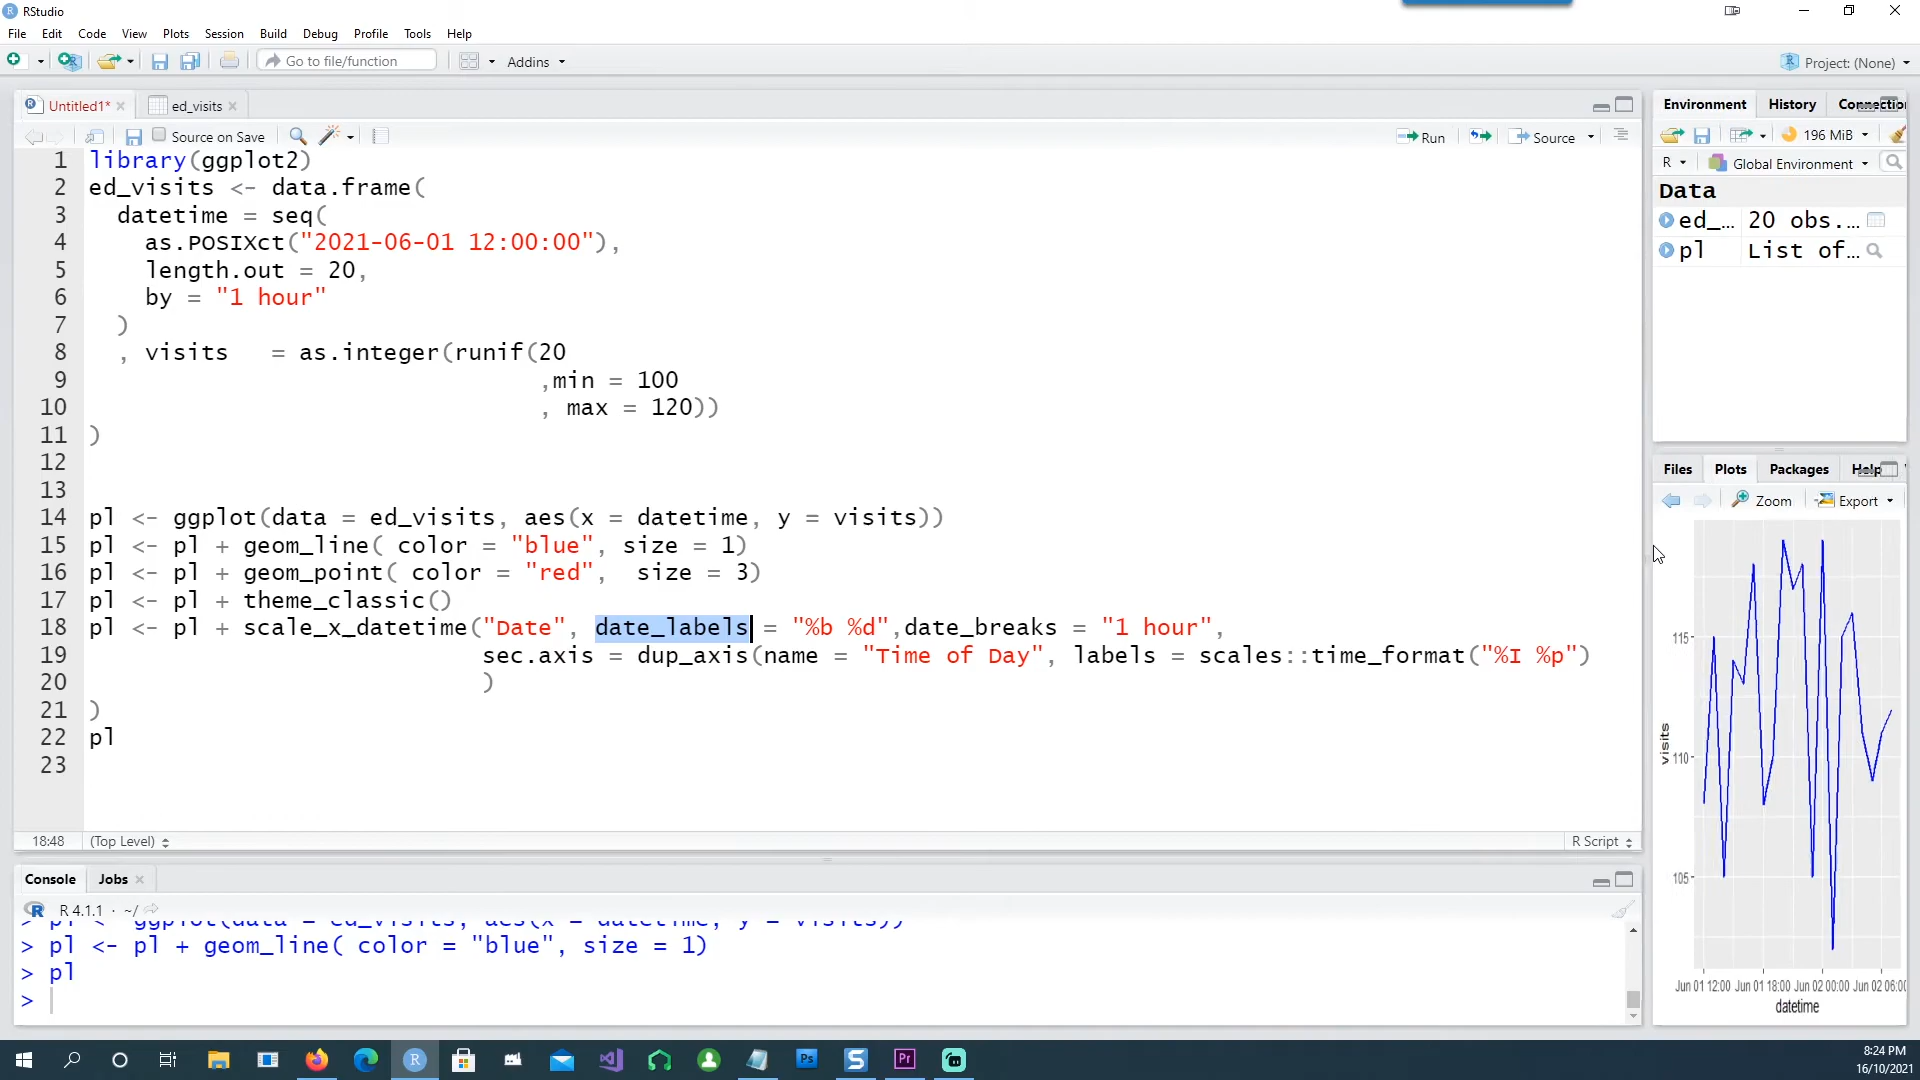 RStudio
File Edit Code View Plots Session Build Debug Profile Tools Help
Go to file/function Addins Project: (None)
Untitled1* ed_visits
Source on Save Run Source
1 library(ggplot2)
2 ed_visits <- data.frame(
3 datetime = seq(
4 as.POSIXct("2021-06-01 12:00:00"),
5 length.out = 20,
6 by = "1 hour"
7 )
8 , visits = as.integer(runif(20
9 ,min = 100
10 , max = 120))
11 )
12
13
14 pl <- ggplot(data = ed_visits, aes(x = datetime, y = visits))
15 pl <- pl + geom_line( color = "blue", size = 1)
16 pl <- pl + geom_point( color = "red", size = 3)
17 pl <- pl + theme_classic()
18 pl <- pl + scale_x_datetime("Date", date_labels = "%b %d",date_breaks = "1 hour",
19 sec.axis = dup_axis(name = "Time of Day", labels = scales::time_format("%I %p")
20 )
21 )
22 pl
23
18:48 (Top Level) R Script
Console Jobs
R 4.1.1 · ~/
> pl <- ggplot(data = ed_visits, aes(x = datetime, y = visits))
> pl <- pl + geom_line( color = "blue", size = 1)
> pl
>
Environment History Connectio
196 MiB
R Global Environment
Data
ed_… 20 obs.…
pl List of…
Files Plots Packages Help
Zoom Export
visits
115
110
105
Jun 01 12:00 Jun 01 18:00 Jun 02 00:00 Jun 02 06:00
datetime
Ps Pr
8:24 PM
16/10/2021